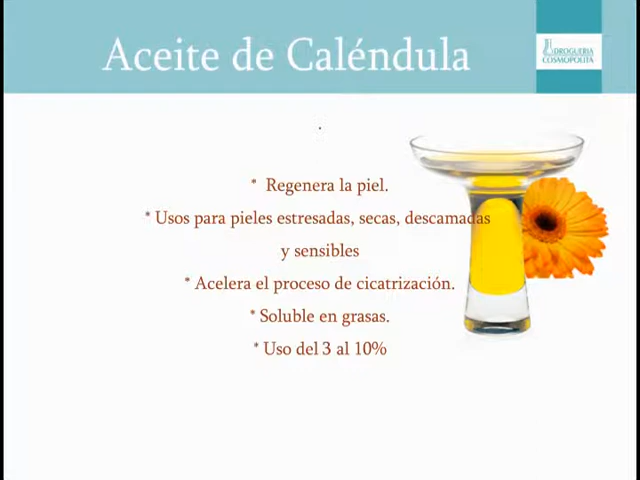 Aceite de Caléndula
DROGUERIA
COSMOPOLITA
.
* Regenera la piel.
* Usos para pieles estresadas, secas, descamadas
y sensibles
* Acelera el proceso de cicatrización.
* Soluble en grasas.
* Uso del 3 al 10%